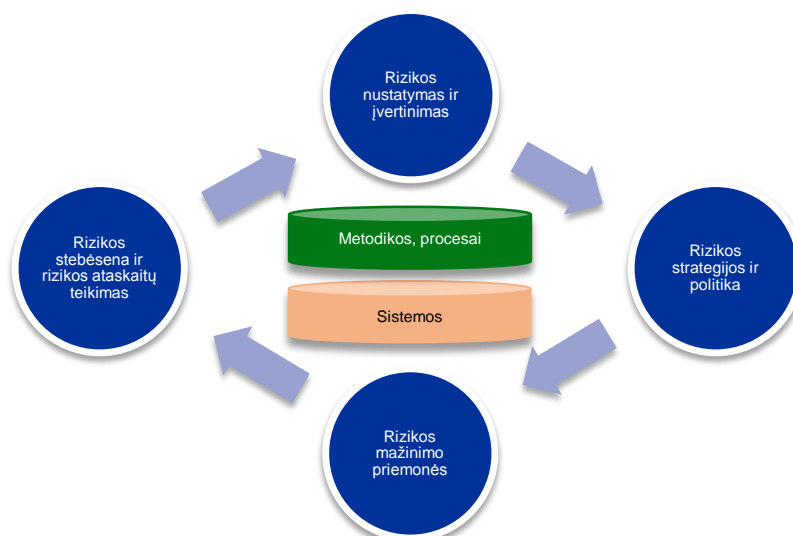 Rizikos
nustatymas ir
įvertinimas
Rizikos
stebėsena ir
rizikos ataskaitų
teikimas
Metodikos, procesai
Sistemos
Rizikos
strategijos ir
politika
Rizikos
mažinimo
priemonės